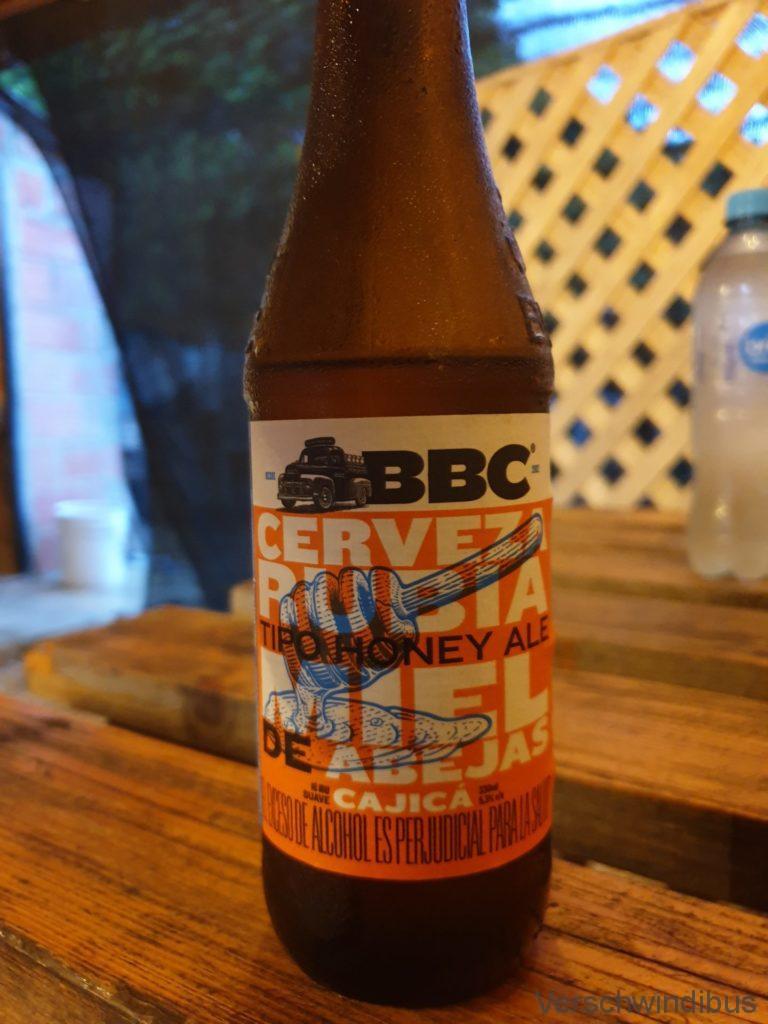 BBC
CERVEZA
RUBIA
TIPO HONEY ALE
MIEL
DE ABEJAS
SUAVE CAJICÁ 330ml
EXCESO DE ALCOHOL ES PERJUDICIAL PARA LA SALUD
Verschwindibus